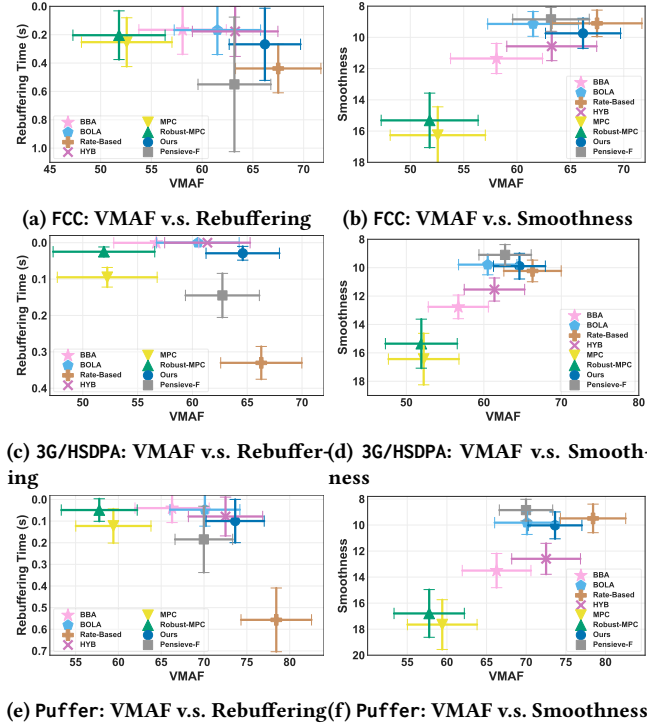 0.0
0.2
0.4
0.6
0.8
1.0
Rebuffering Time (s)
BBA
BOLA
Rate-Based
HYB
MPC
Robust-MPC
Ours
Pensieve-F
45 50 55 60 65 70
VMAF
(a) FCC: VMAF v.s. Rebuffering
8
10
12
14
16
18
Smoothness
BBA
BOLA
Rate-Based
HYB
MPC
Robust-MPC
Ours
Pensieve-F
50 60 70
VMAF
(b) FCC: VMAF v.s. Smoothness
0.0
0.1
0.2
0.3
0.4
Rebuffering Time (s)
BBA
BOLA
Rate-Based
HYB
MPC
Robust-MPC
Ours
Pensieve-F
50 60 70
VMAF
(c) 3G/HSDPA: VMAF v.s. Rebuffer-
ing
8
10
12
14
16
18
Smoothness
BBA
BOLA
Rate-Based
HYB
MPC
Robust-MPC
Ours
Pensieve-F
50 60 70 80
VMAF
(d) 3G/HSDPA: VMAF v.s. Smooth-
ness
0.0
0.1
0.2
0.3
0.4
0.5
0.6
0.7
Rebuffering Time (s)
BBA
BOLA
Rate-Based
HYB
MPC
Robust-MPC
Ours
Pensieve-F
55 60 65 70 75 80
VMAF
(e) Puffer: VMAF v.s. Rebuffering
8
10
12
14
16
18
20
Smoothness
BBA
BOLA
Rate-Based
HYB
MPC
Robust-MPC
Ours
Pensieve-F
55 60 65 70 75 80 85
VMAF
(f) Puffer: VMAF v.s. Smoothness